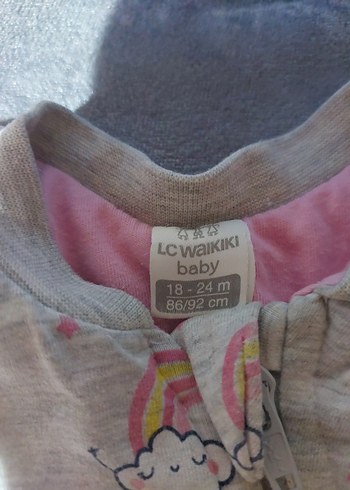 LC WAIKIKI
baby
18 - 24 m
86/92 cm